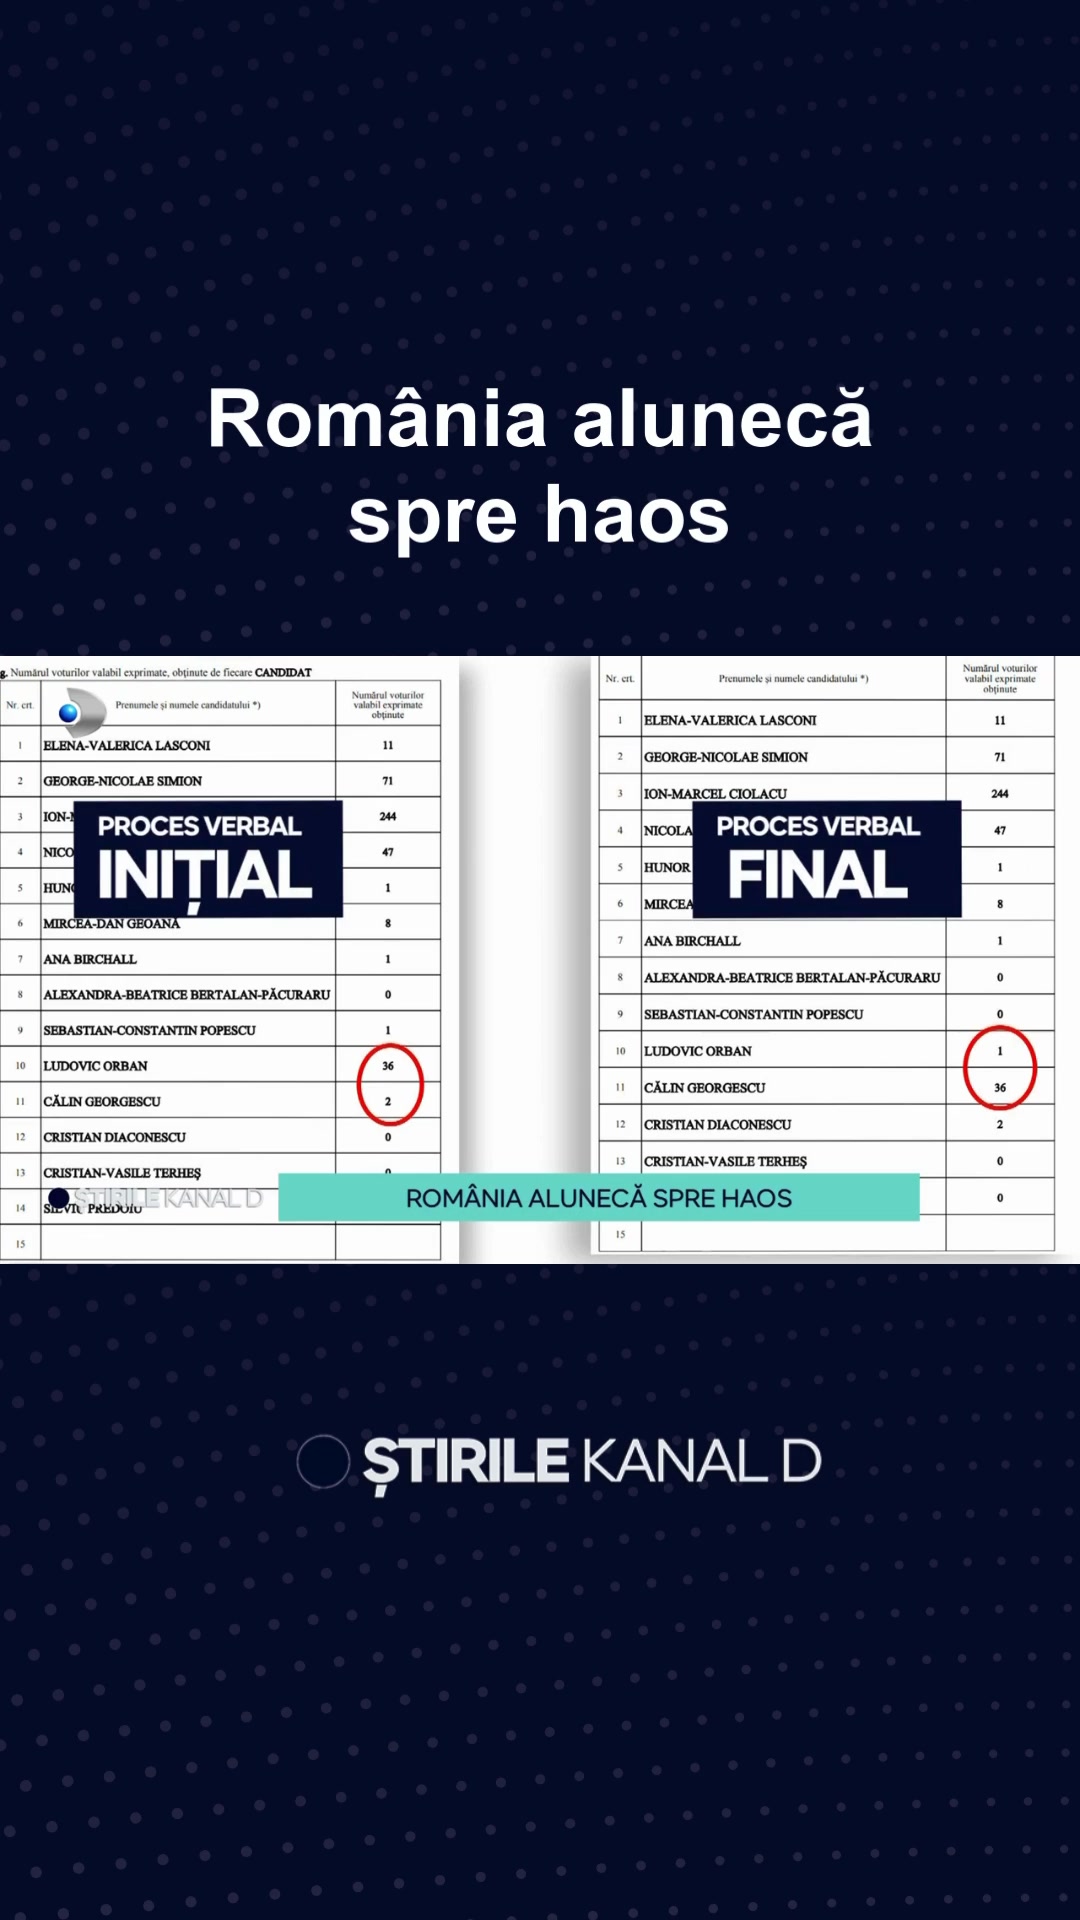 România alunecă
spre haos
g. Numărul voturilor valabil exprimate, obținute de fiecare CANDIDAT
Nr. crt. Prenumele și numele candidatului *) Numărul voturilor valabil exprimate obținute
1 ELENA-VALERICA LASCONI 11
2 GEORGE-NICOLAE SIMION 71
3 ION-M 244
4 NICO 47
5 HUNO 1
6 MIRCEA-DAN GEOANĂ 8
7 ANA BIRCHALL 1
8 ALEXANDRA-BEATRICE BERTALAN-PĂCURARU 0
9 SEBASTIAN-CONSTANTIN POPESCU 1
10 LUDOVIC ORBAN 36
11 CĂLIN GEORGESCU 2
12 CRISTIAN DIACONESCU 0
13 CRISTIAN-VASILE TERHEȘ 0
14 SILVIU PREDOIU
15
PROCES VERBAL
INIȚIAL
Nr. crt. Prenumele și numele candidatului *) Numărul voturilor valabil exprimate obținute
1 ELENA-VALERICA LASCONI 11
2 GEORGE-NICOLAE SIMION 71
3 ION-MARCEL CIOLACU 244
4 NICOLA 47
5 HUNOR 1
6 MIRCEA 8
7 ANA BIRCHALL 1
8 ALEXANDRA-BEATRICE BERTALAN-PĂCURARU 0
9 SEBASTIAN-CONSTANTIN POPESCU 0
10 LUDOVIC ORBAN 1
11 CĂLIN GEORGESCU 36
12 CRISTIAN DIACONESCU 2
13 CRISTIAN-VASILE TERHEȘ 0
0
15
PROCES VERBAL
FINAL
ȘTIRILE KANAL D
ROMÂNIA ALUNECĂ SPRE HAOS
ȘTIRILE KANAL D